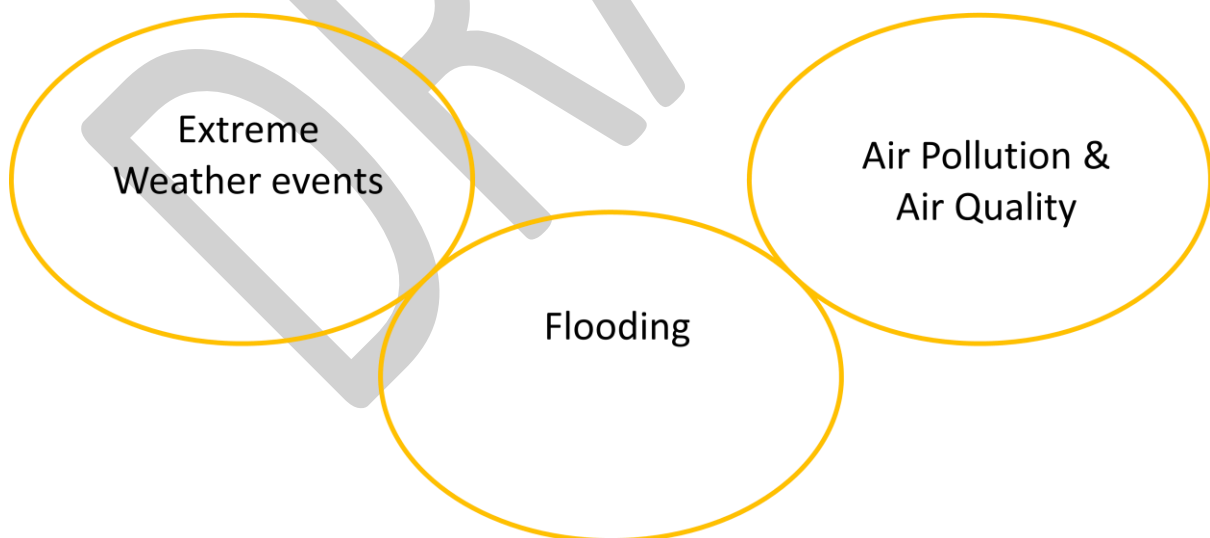 Extreme
Weather events
Air Pollution &
Air Quality
Flooding